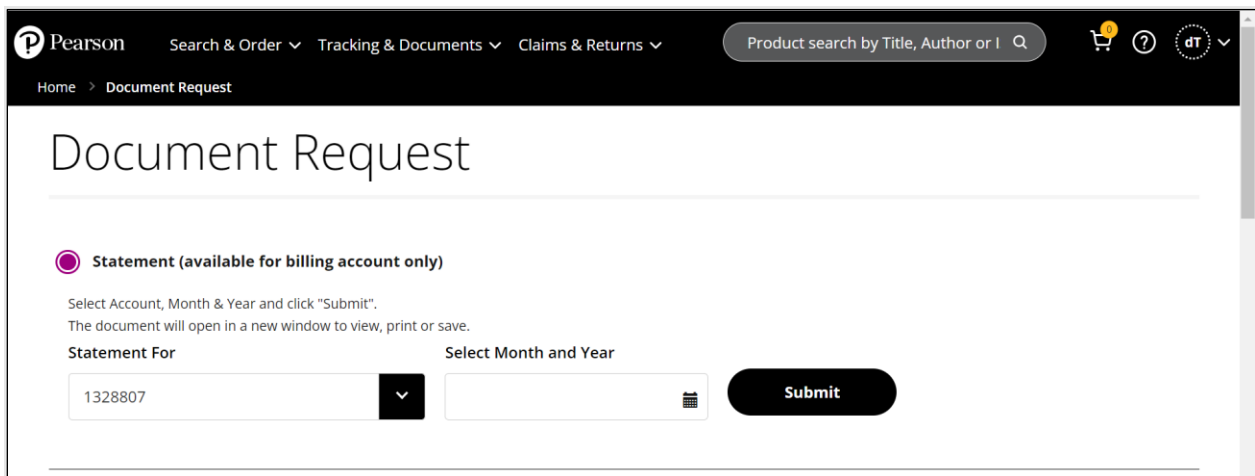 Pearson
Search & Order
Tracking & Documents
Claims & Returns
Product search by Title, Author or I
0
?
dT
Home > Document Request
Document Request
Statement (available for billing account only)
Select Account, Month & Year and click "Submit".
The document will open in a new window to view, print or save.
Statement For
Select Month and Year
1328807
Submit